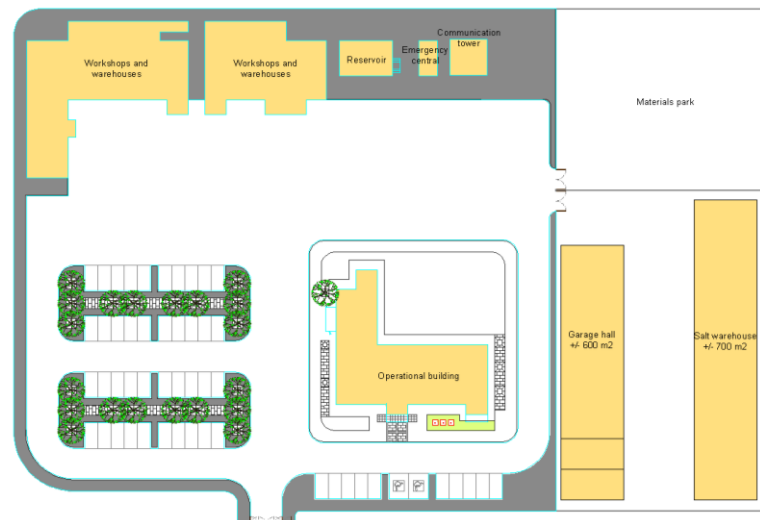 Communication
tower
Workshops and
warehouses
Workshops and
warehouses
Reservoir
Emergency
central
Materials park
Garage hall
+/- 600 m2
Salt warehouse
+/- 700 m2
Operational building